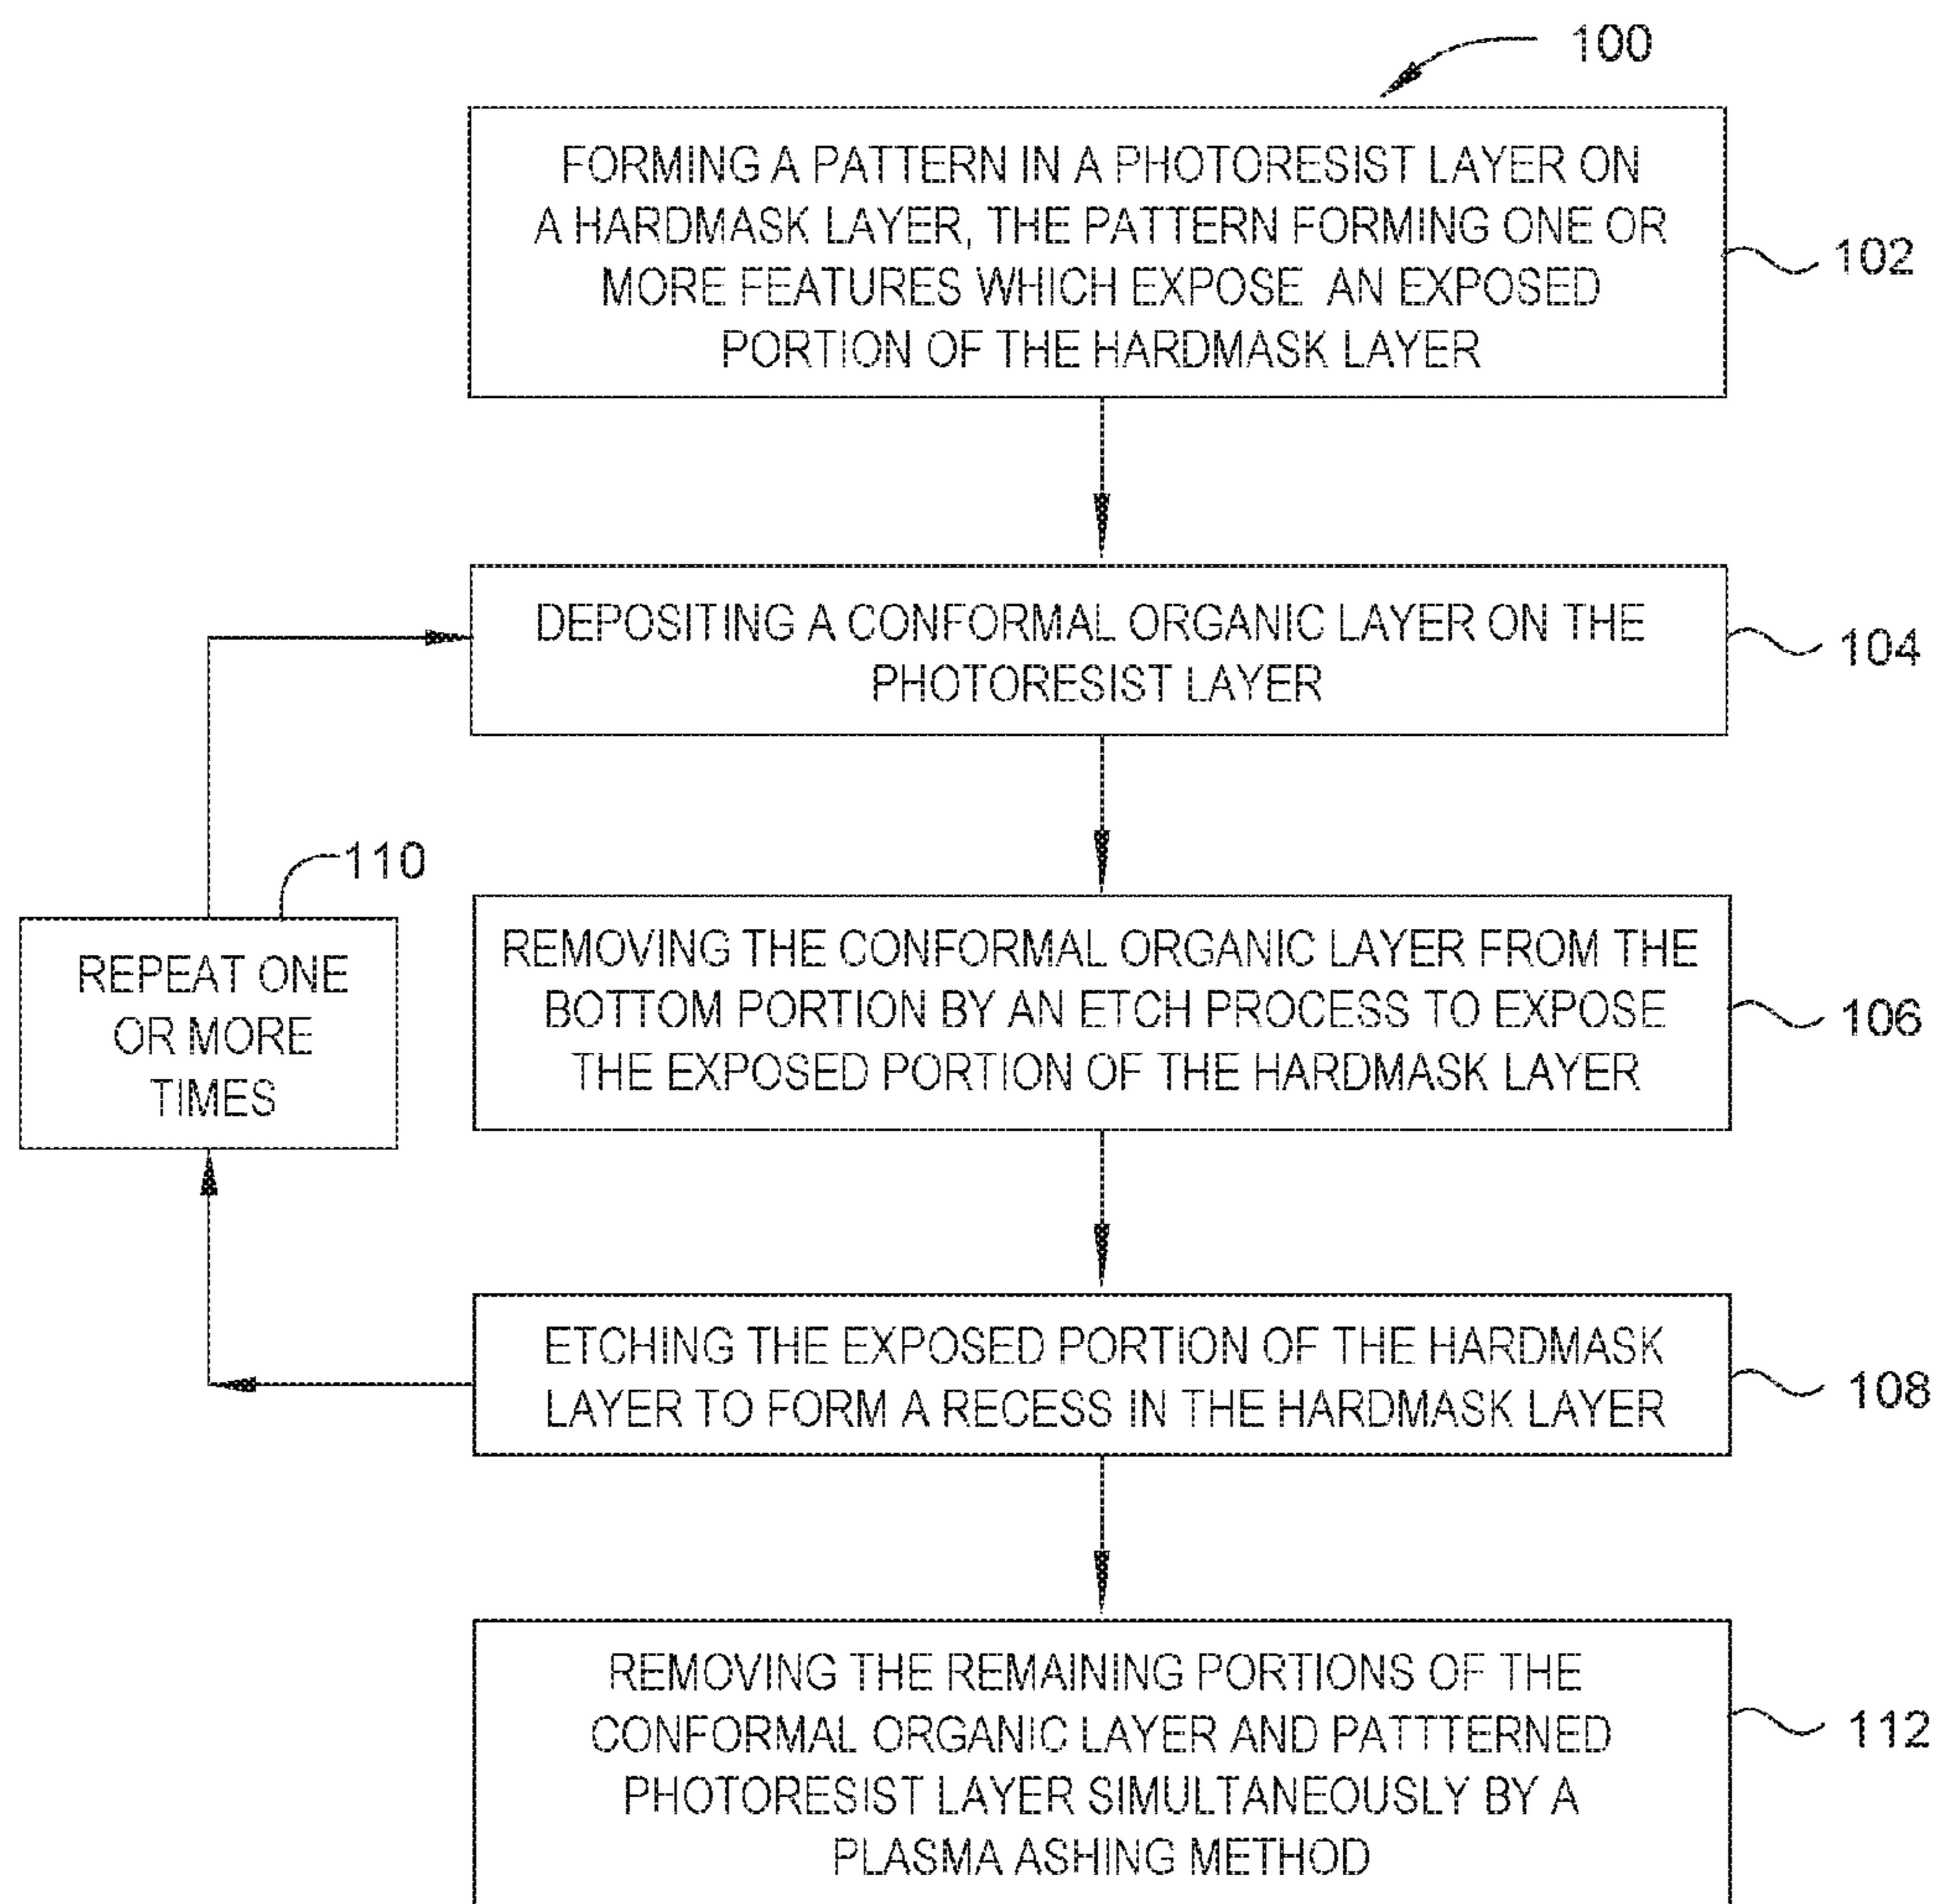 100
FORMING A PATTERN IN A PHOTORESIST LAYER ON
A HARDMASK LAYER, THE PATTERN FORMING ONE OR
MORE FEATURES WHICH EXPOSE AN EXPOSED
PORTION OF THE HARDMASK LAYER
102
DEPOSITING A CONFORMAL ORGANIC LAYER ON THE
PHOTORESIST LAYER
104
110
REPEAT ONE
OR MORE
TIMES
REMOVING THE CONFORMAL ORGANIC LAYER FROM THE
BOTTOM PORTION BY AN ETCH PROCESS TO EXPOSE
THE EXPOSED PORTION OF THE HARDMASK LAYER
106
ETCHING THE EXPOSED PORTION OF THE HARDMASK
LAYER TO FORM A RECESS IN THE HARDMASK LAYER
108
REMOVING THE REMAINING PORTIONS OF THE
CONFORMAL ORGANIC LAYER AND PATTTERNED
PHOTORESIST LAYER SIMULTANEOUSLY BY A
PLASMA ASHING METHOD
112